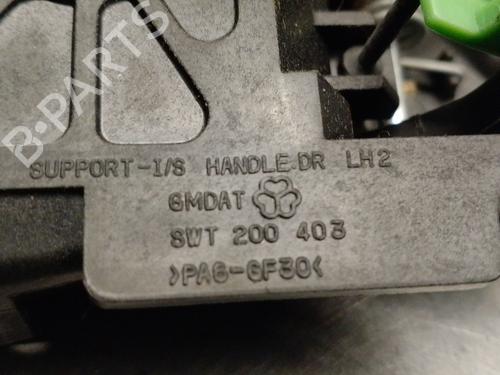 B-PARTS
SUPPORT-I/S HANDLE.DR LH2
GMDAT
SWT 200 403
>PA6-GF30<